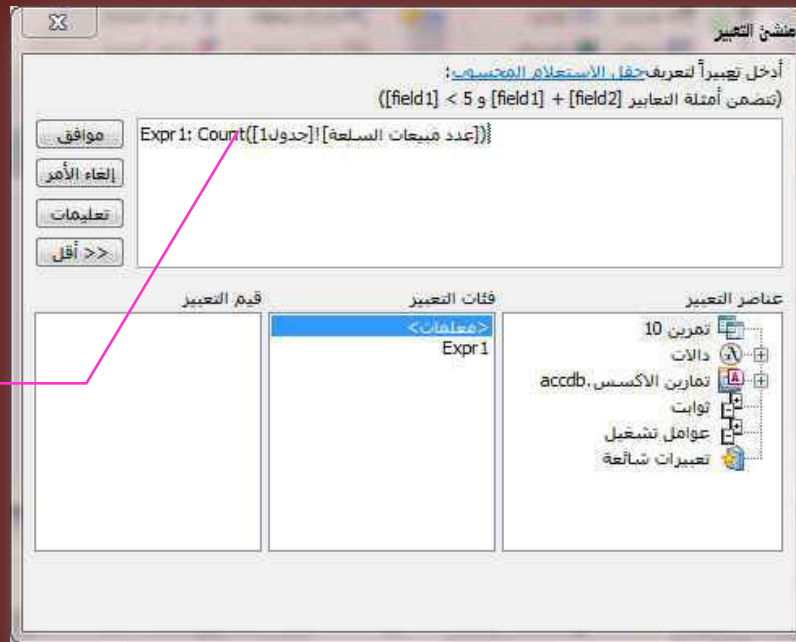 منشئ التعبير
أدخل تعبيراً لتعريف حقل الاستعلام المحسوب:
(تتضمن أمثلة التعابير [field1] + [field2] و [field1] < 5)
Expr1: Count([جدول1]![عدد مبيعات السلعة])
موافق
إلغاء الأمر
تعليمات
<< أقل
عناصر التعبير
تمرين 10
دالات
تمارين الاكسس.accdb
ثوابت
عوامل تشغيل
تعبيرات شائعة
فئات التعبير
<معلمات>
Expr1
قيم التعبير